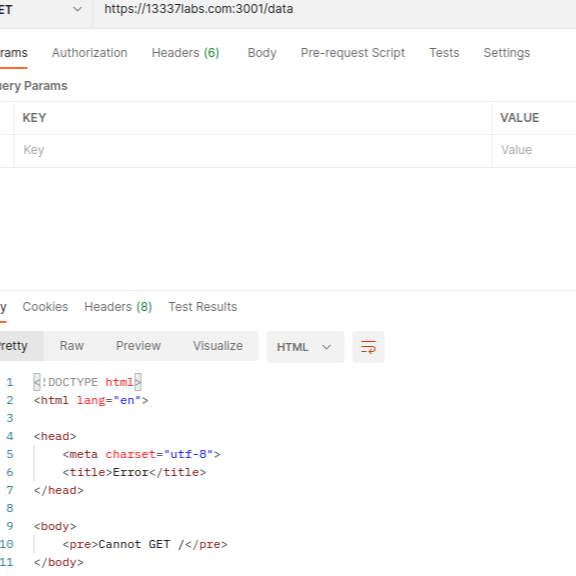 ET https://13337labs.com:3001/data
rams Authorization Headers (6) Body Pre-request Script Tests Settings
ery Params
KEY VALUE
Key Value
y Cookies Headers (8) Test Results
retty Raw Preview Visualize HTML
1 <!DOCTYPE html>
2 <html lang="en">
3
4 <head>
5 <meta charset="utf-8">
6 <title>Error</title>
7 </head>
8
9 <body>
10 <pre>Cannot GET /</pre>
11 </body>